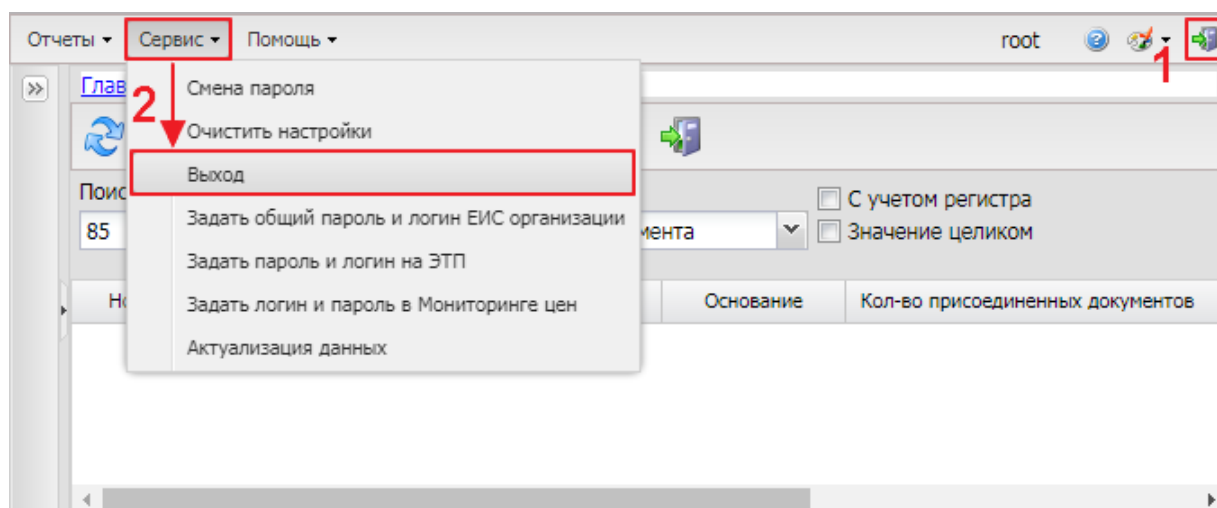 Отчеты Сервис Помощь root
1
Глав
2
Смена пароля
Очистить настройки
Выход
Задать общий пароль и логин ЕИС организации
Задать пароль и логин на ЭТП
Задать логин и пароль в Мониторинге цен
Актуализация данных
Поис
85
мента
С учетом регистра
Значение целиком
Но Основание Кол-во присоединенных документов